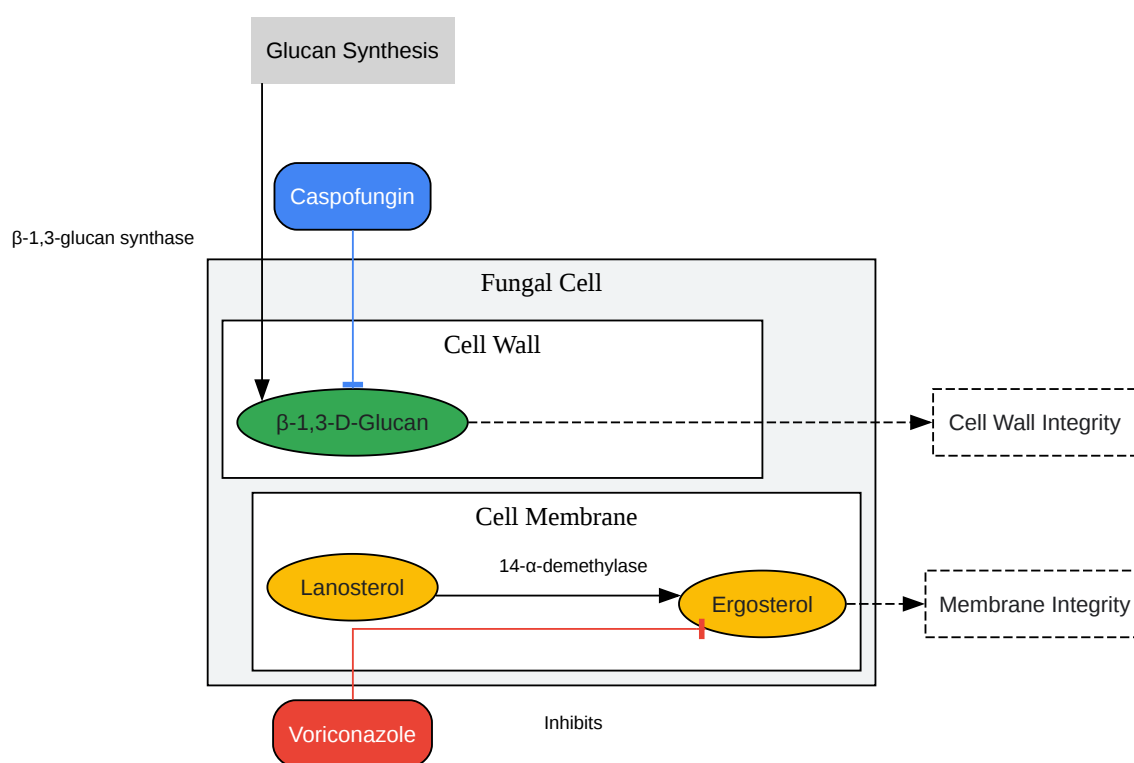 Glucan Synthesis
Caspofungin
β-1,3-glucan synthase
Fungal Cell
Cell Wall
β-1,3-D-Glucan
Cell Wall Integrity
Cell Membrane
14-α-demethylase
Lanosterol
Ergosterol
Membrane Integrity
Inhibits
Voriconazole